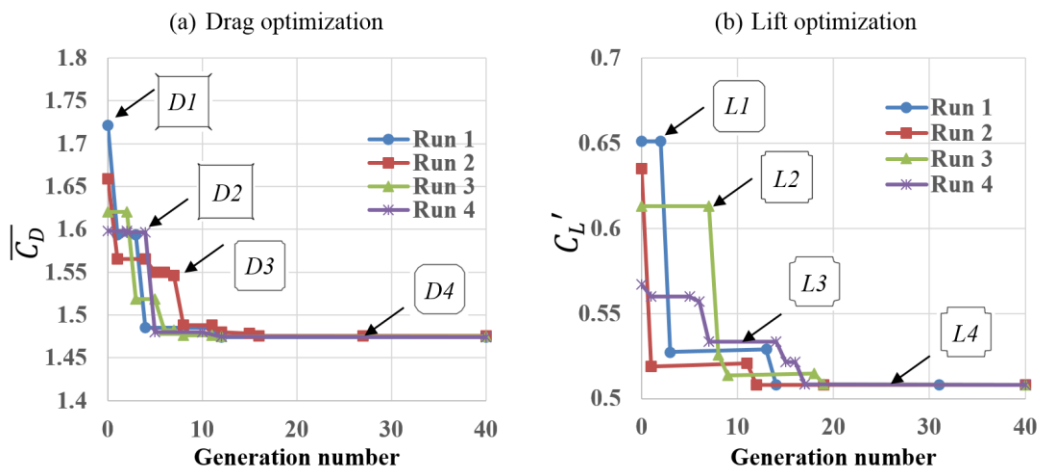 (a) Drag optimization
1.8
1.75
1.7
1.65
1.6
1.55
1.5
1.45
1.4
C_D
D1
D2
D3
D4
Run 1
Run 2
Run 3
Run 4
0 10 20 30 40
Generation number
(b) Lift optimization
0.7
0.65
0.6
0.55
0.5
C_L'
L1
L2
L3
L4
Run 1
Run 2
Run 3
Run 4
0 10 20 30 40
Generation number